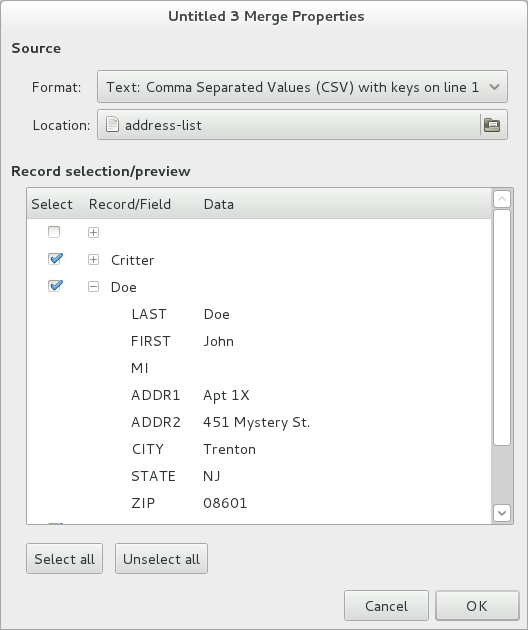 Untitled 3 Merge Properties
Source
Format: Text: Comma Separated Values (CSV) with keys on line 1
Location: address-list
Record selection/preview
Select Record/Field Data
Critter
Doe
LAST Doe
FIRST John
MI
ADDR1 Apt 1X
ADDR2 451 Mystery St.
CITY Trenton
STATE NJ
ZIP 08601
Select all Unselect all
Cancel OK